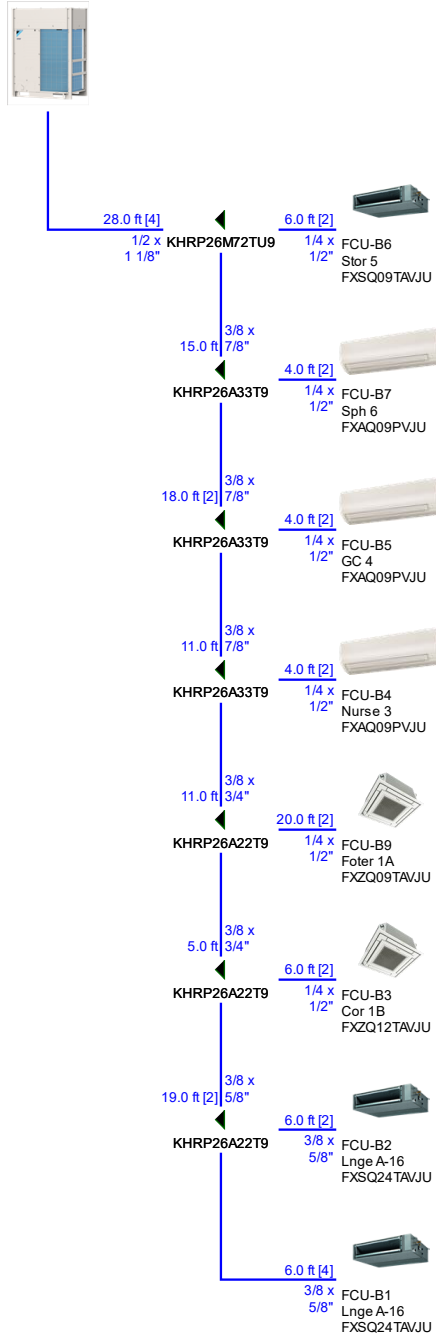 28.0 ft [4]
1/2 x
1 1/8"
KHRP26M72TU9
6.0 ft [2]
1/4 x
1/2"
FCU-B6
Stor 5
FXSQ09TAVJU
15.0 ft
3/8 x
7/8"
KHRP26A33T9
4.0 ft [2]
1/4 x
1/2"
FCU-B7
Sph 6
FXAQ09PVJU
18.0 ft [2]
3/8 x
7/8"
KHRP26A33T9
4.0 ft [2]
1/4 x
1/2"
FCU-B5
GC 4
FXAQ09PVJU
11.0 ft
3/8 x
7/8"
KHRP26A33T9
4.0 ft [2]
1/4 x
1/2"
FCU-B4
Nurse 3
FXAQ09PVJU
11.0 ft
3/8 x
3/4"
KHRP26A22T9
20.0 ft [2]
1/4 x
1/2"
FCU-B9
Foter 1A
FXZQ09TAVJU
5.0 ft
3/8 x
3/4"
KHRP26A22T9
6.0 ft [2]
1/4 x
1/2"
FCU-B3
Cor 1B
FXZQ12TAVJU
19.0 ft [2]
3/8 x
5/8"
KHRP26A22T9
6.0 ft [2]
3/8 x
5/8"
FCU-B2
Lnge A-16
FXSQ24TAVJU
6.0 ft [4]
3/8 x
5/8"
FCU-B1
Lnge A-16
FXSQ24TAVJU